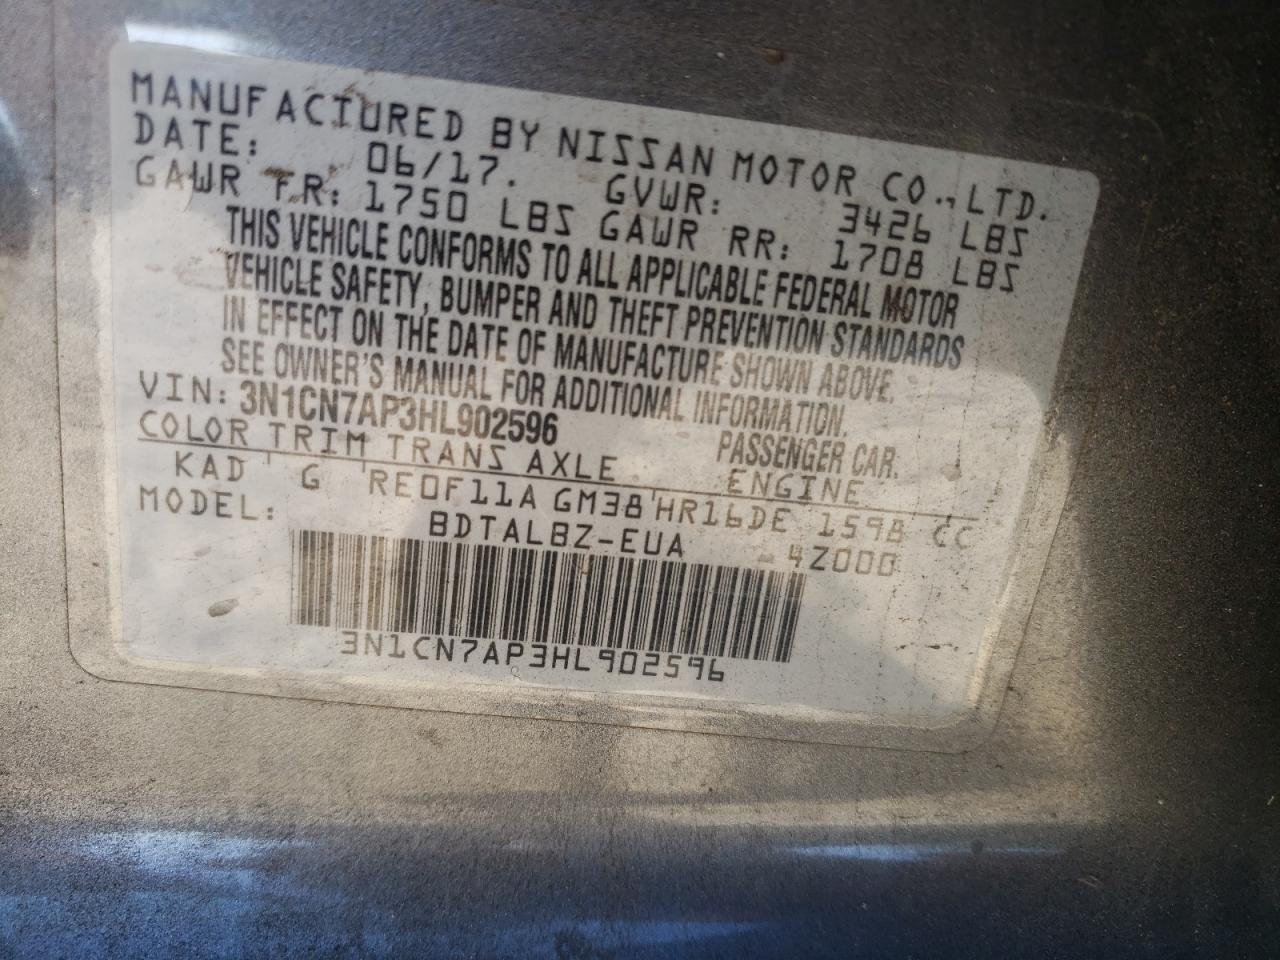 MANUFACTURED BY NISSAN MOTOR CO., LTD.
DATE: 06/17. GVWR: 3426 LBS
GAWR FR: 1750 LBS GAWR RR: 1708 LBS
THIS VEHICLE CONFORMS TO ALL APPLICABLE FEDERAL MOTOR
VEHICLE SAFETY, BUMPER AND THEFT PREVENTION STANDARDS
IN EFFECT ON THE DATE OF MANUFACTURE SHOWN ABOVE.
SEE OWNER'S MANUAL FOR ADDITIONAL INFORMATION.
VIN: 3N1CN7AP3HL902596 PASSENGER CAR.
COLOR TRIM TRANS AXLE ENGINE
KAD G RE0F11A GM38 HR16DE 1598 CC
MODEL: BDTALBZ-EUA - 4Z000
3N1CN7AP3HL902596